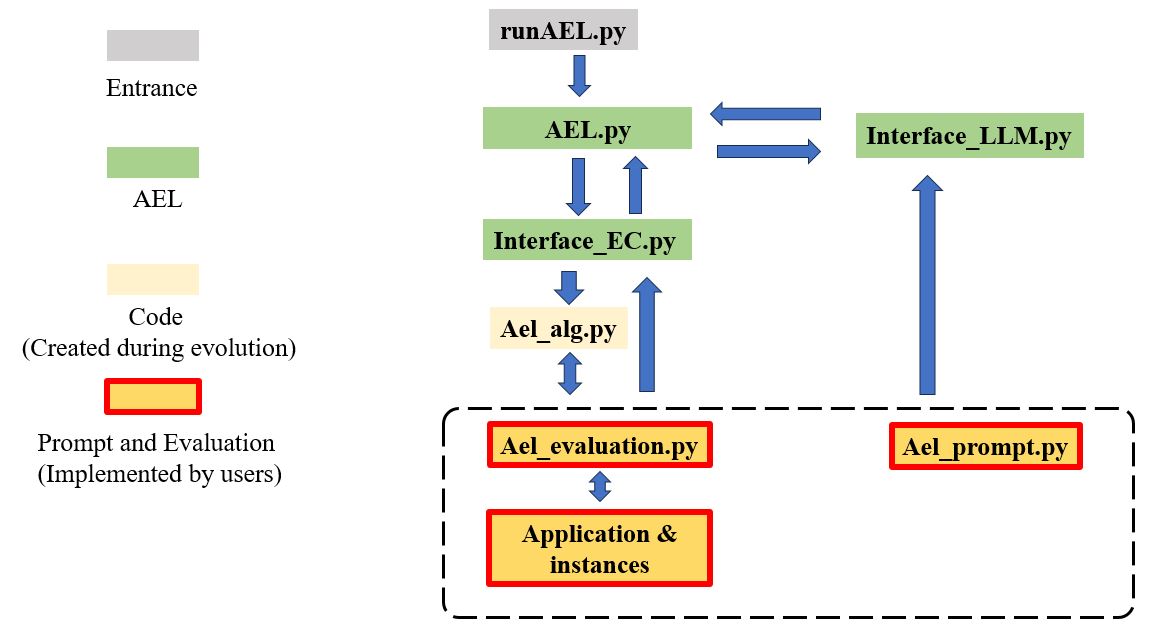 runAEL.py
Entrance
AEL.py
Interface_LLM.py
AEL
Interface_EC.py
Code
(Created during evolution)
Ael_alg.py
Prompt and Evaluation
(Implemented by users)
Ael_evaluation.py
Ael_prompt.py
Application &
instances